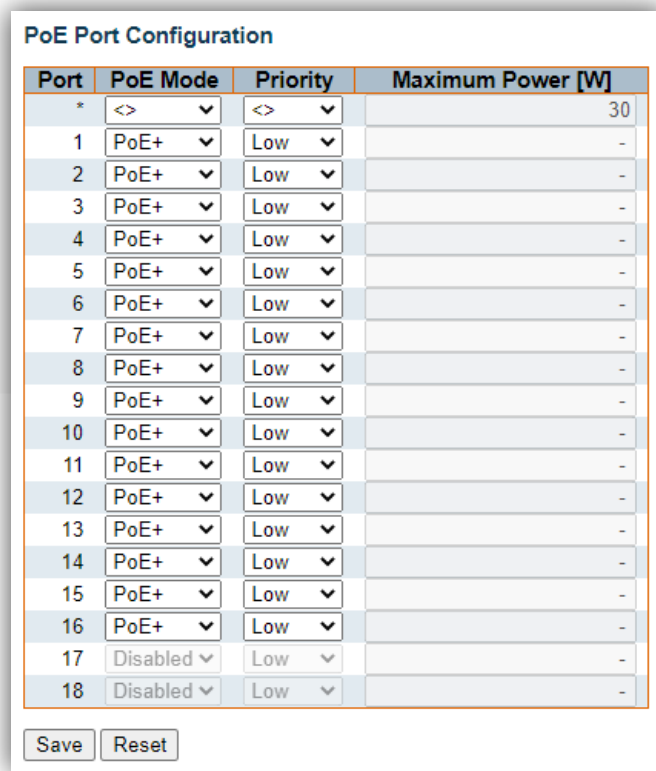 PoE Port Configuration
Port PoE Mode Priority Maximum Power [W]
* <> <> 30
1 PoE+ Low -
2 PoE+ Low -
3 PoE+ Low -
4 PoE+ Low -
5 PoE+ Low -
6 PoE+ Low -
7 PoE+ Low -
8 PoE+ Low -
9 PoE+ Low -
10 PoE+ Low -
11 PoE+ Low -
12 PoE+ Low -
13 PoE+ Low -
14 PoE+ Low -
15 PoE+ Low -
16 PoE+ Low -
17 Disabled Low -
18 Disabled Low -
Save Reset